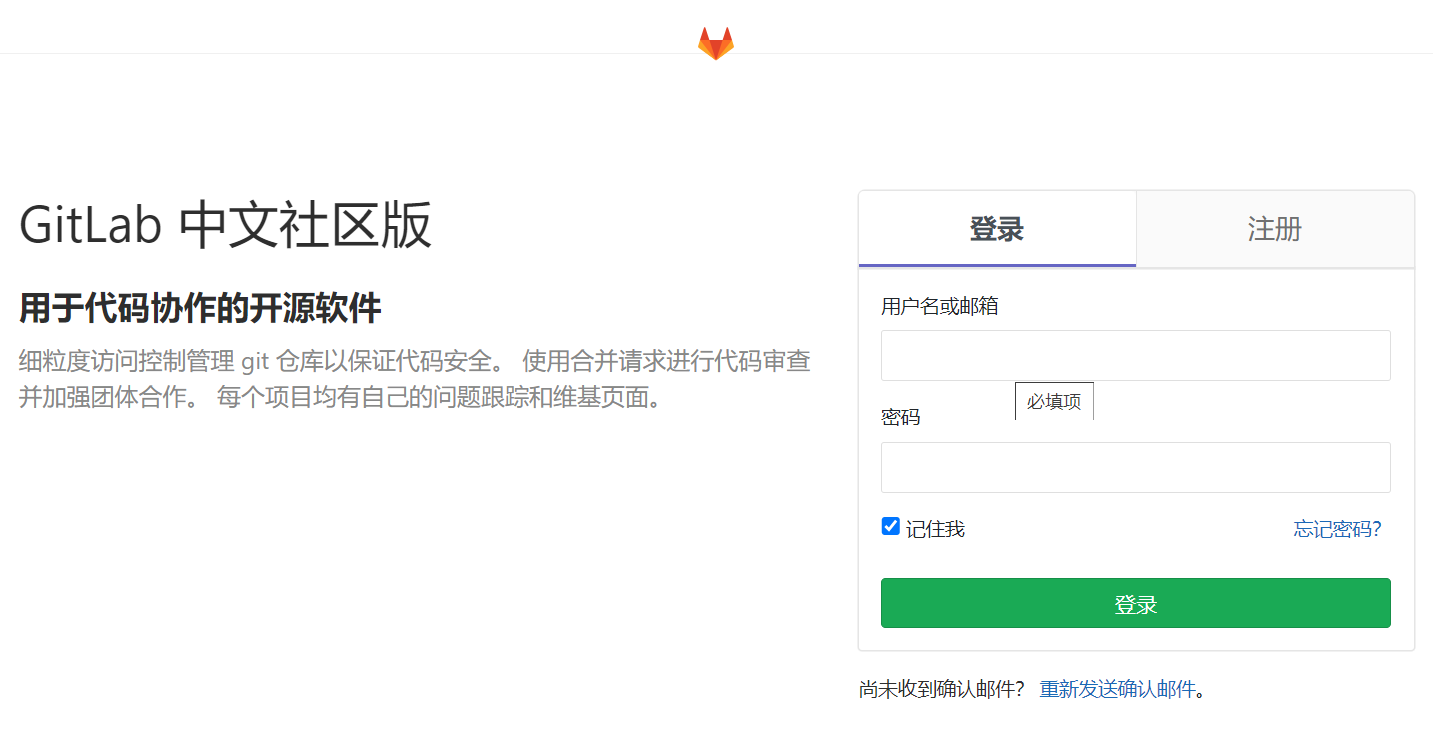 GitLab 中文社区版
用于代码协作的开源软件
细粒度访问控制管理 git 仓库以保证代码安全。 使用合并请求进行代码审查
并加强团体合作。 每个项目均有自己的问题跟踪和维基页面。
登录 注册
用户名或邮箱
必填项
密码
记住我 忘记密码？
登录
尚未收到确认邮件？ 重新发送确认邮件。